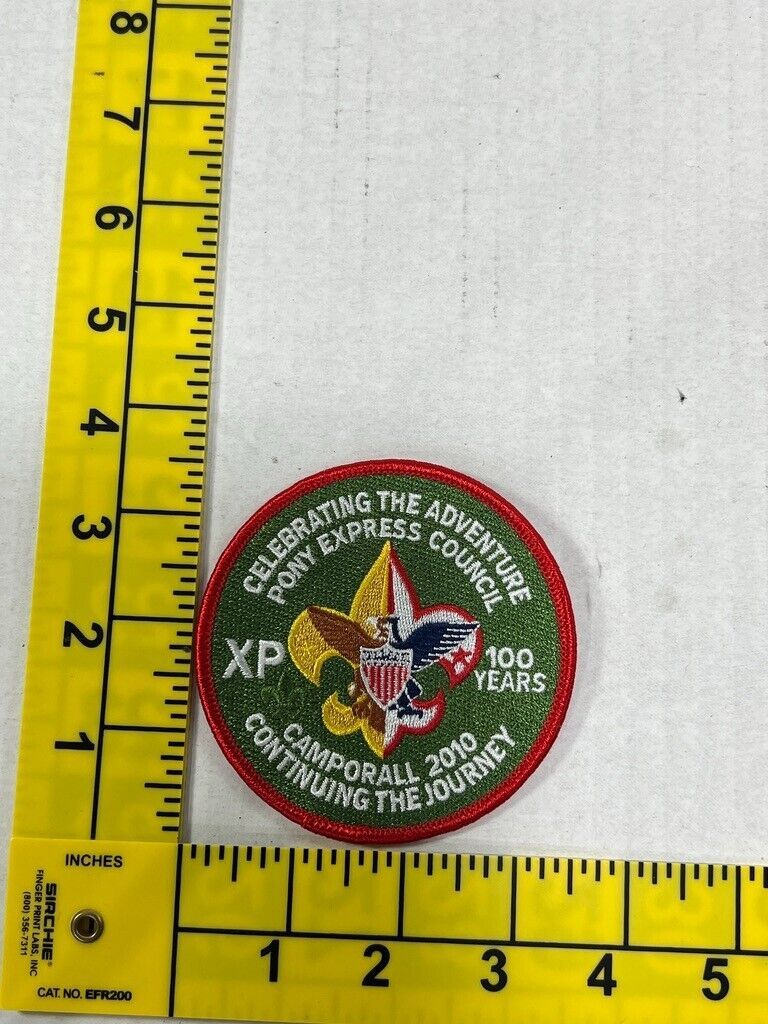 8
7
6
5
4
3
2
1
CELEBRATING THE ADVENTURE
PONY EXPRESS COUNCIL
XP
100
YEARS
CAMPORALL 2010
CONTINUING THE JOURNEY
INCHES
SIRCHIE®
FINGER PRINT LABS, INC
(800) 356-7311
CAT. NO. EFR200
1 2 3 4 5